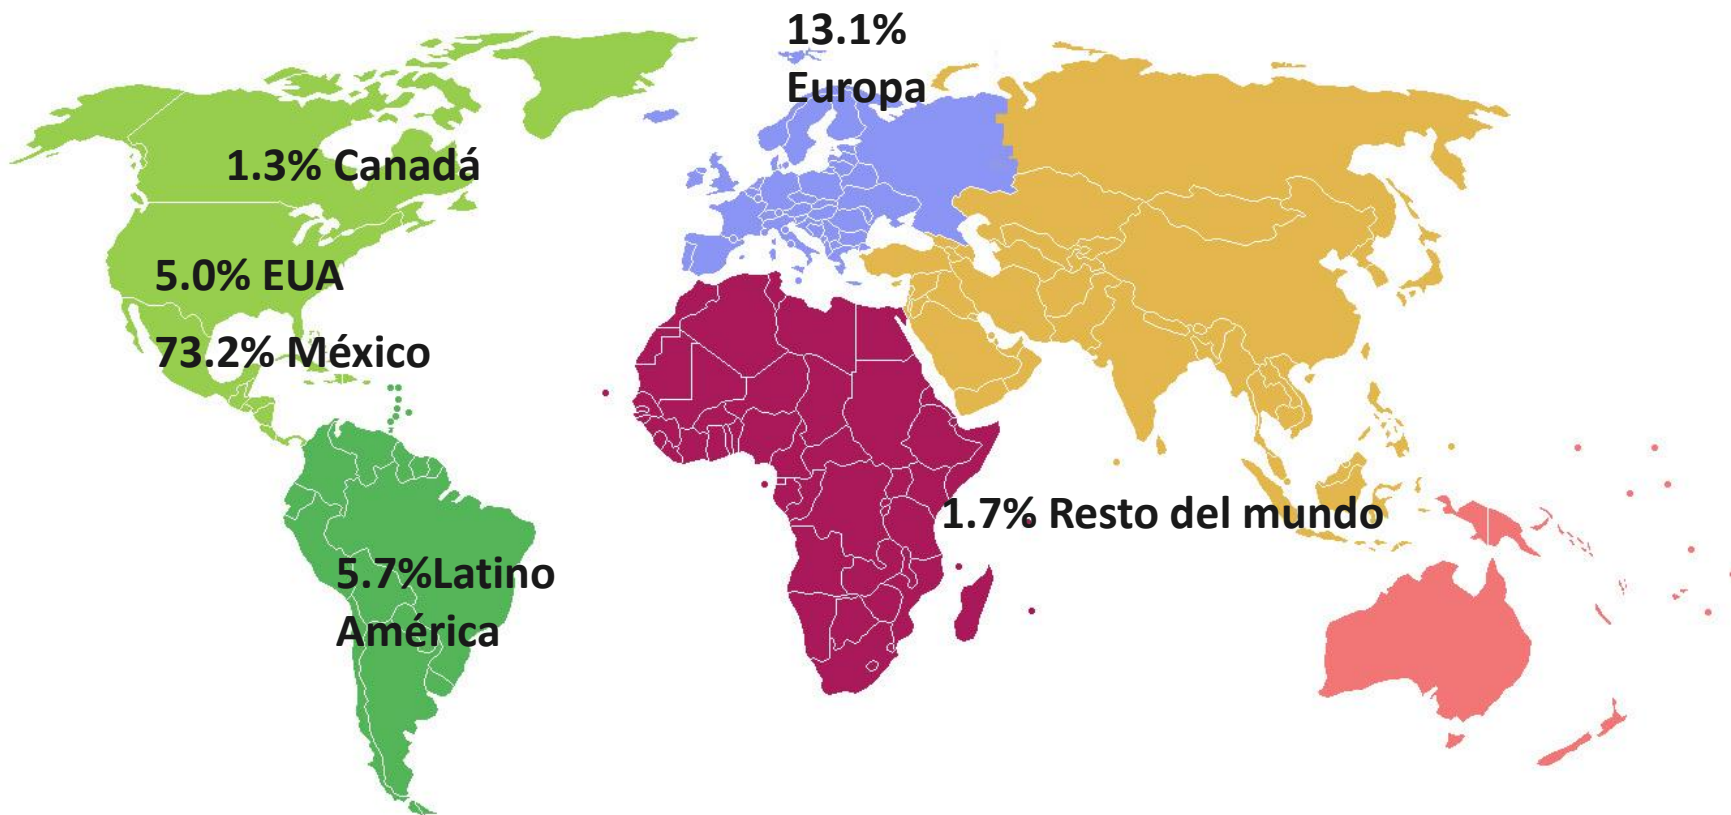 13.1%
Europa
1.3% Canadá
5.0% EUA
73.2% México
1.7% Resto del mundo
5.7%Latino
América